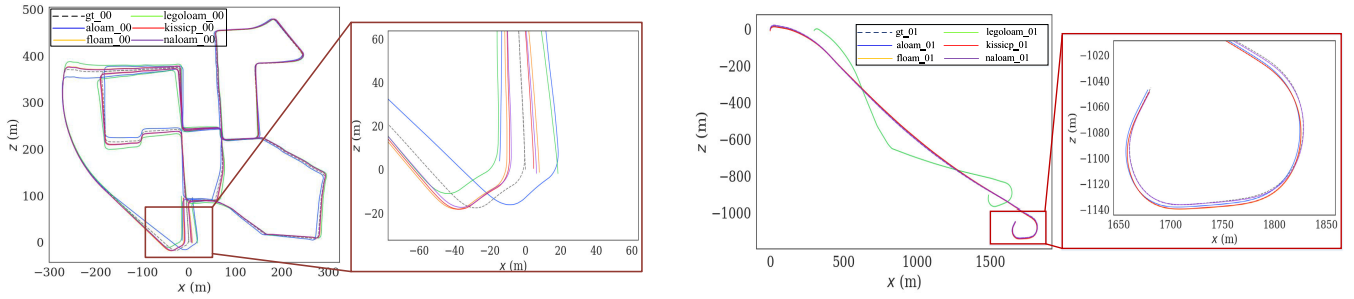 500
400
300
200
100
0
gt_00 legoloam_00
aloam_00 kissicp_00
floam_00 naloam_00
z (m)
−300 −200 −100 0 100 200 300
x (m)
60
40
20
0
−20
z (m)
−60 −40 −20 0 20 40 60
x (m)
0
−200
−400
−600
−800
−1000
z (m)
gt_01 legoloam_01
aloam_01 kissicp_01
floam_01 naloam_01
0 500 1000 1500
x (m)
−1020
−1040
−1060
−1080
−1100
−1120
−1140
z (m)
1650 1700 1750 1800 1850
x (m)